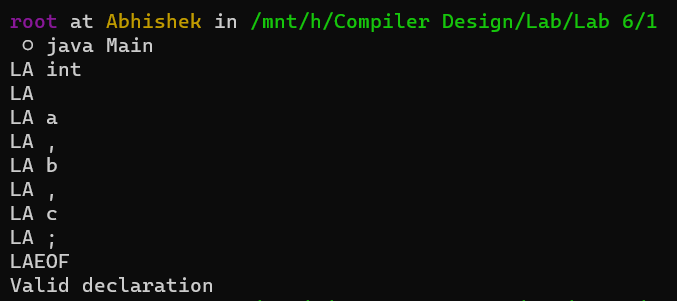 root at Abhishek in /mnt/h/Compiler Design/Lab/Lab 6/1
○ java Main
LA int
LA
LA a
LA ,
LA b
LA ,
LA c
LA ;
LAEOF
Valid declaration